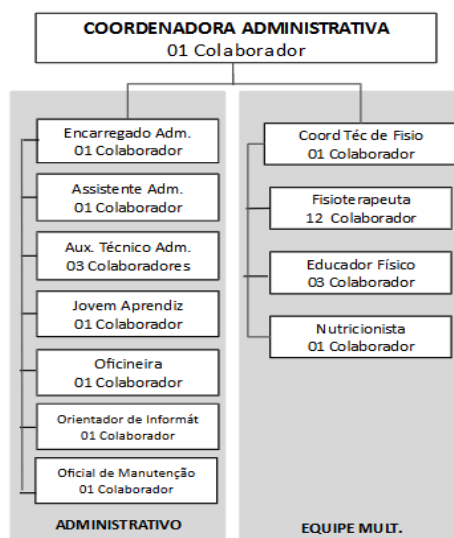 COORDENADORA ADMINISTRATIVA
01 Colaborador
Encarregado Adm.
01 Colaborador
Assistente Adm.
01 Colaborador
Aux. Técnico Adm.
03 Colaboradores
Jovem Aprendiz
01 Colaborador
Oficineira
01 Colaborador
Orientador de Informát
01 Colaborador
Oficial de Manutenção
01 Colaborador
ADMINISTRATIVO
Coord Téc de Fisio
01 Colaborador
Fisioterapeuta
12 Colaborador
Educador Físico
03 Colaborador
Nutricionista
01 Colaborador
EQUIPE MULT.